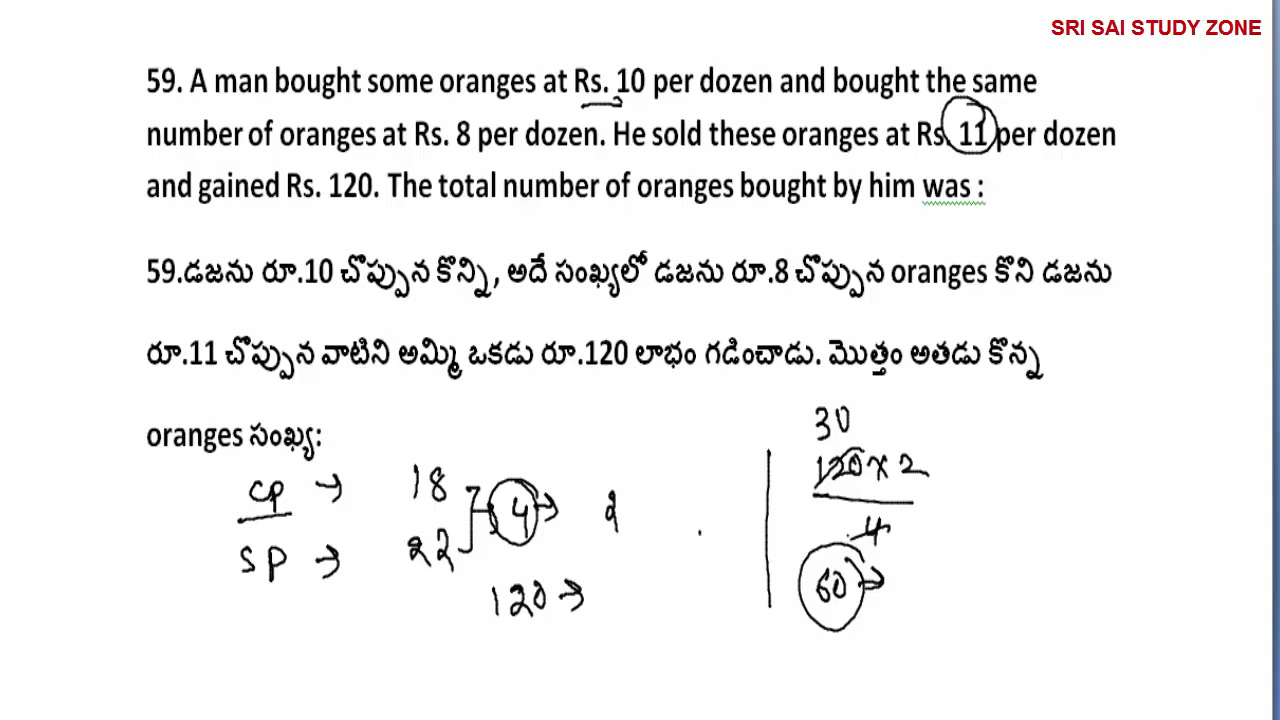 SRI SAI STUDY ZONE
59. A man bought some oranges at Rs. 10 per dozen and bought the same
number of oranges at Rs. 8 per dozen. He sold these oranges at Rs. 11 per dozen
and gained Rs. 120. The total number of oranges bought by him was :
59.డజను రూ.10 చొప్పున కొన్ని, అదే సంఖ్యలో డజను రూ.8 చొప్పున oranges కొని డజను
రూ.11 చొప్పున వాటిని అమ్మి ఒకడు రూ.120 లాభం గడించాడు. మొత్తం అతడు కొన్న
oranges సంఖ్య:
CP → 18
SP → 22
4 → 2
120 →
30
120 x 2
4
60 →